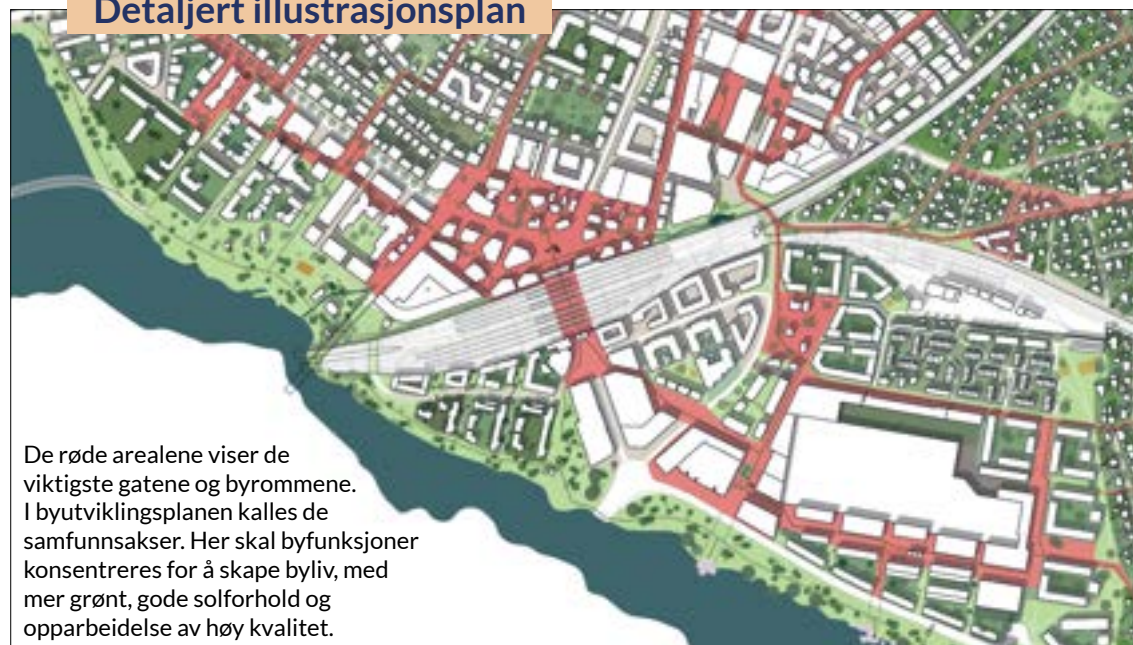 Detaljert illustrasjonsplan
De røde arealene viser de
viktigste gatene og byrommene.
I byutviklingsplanen kalles de
samfunnsakser. Her skal byfunksjoner
konsentreres for å skape byliv, med
mer grønt, gode solforhold og
opparbeidelse av høy kvalitet.